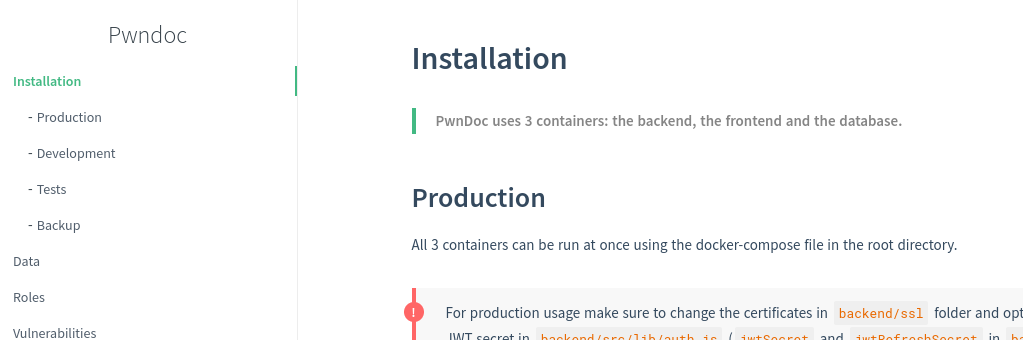 Pwndoc
Installation
- Production
- Development
- Tests
- Backup
Data
Roles
Vulnerabilities
Installation
PwnDoc uses 3 containers: the backend, the frontend and the database.
Production
All 3 containers can be run at once using the docker-compose file in the root directory.
!
For production usage make sure to change the certificates in backend/ssl folder and opt
JWT secret in backend/src/lib/auth.js ( jwtSecret and jwtRefreshSecret in ba